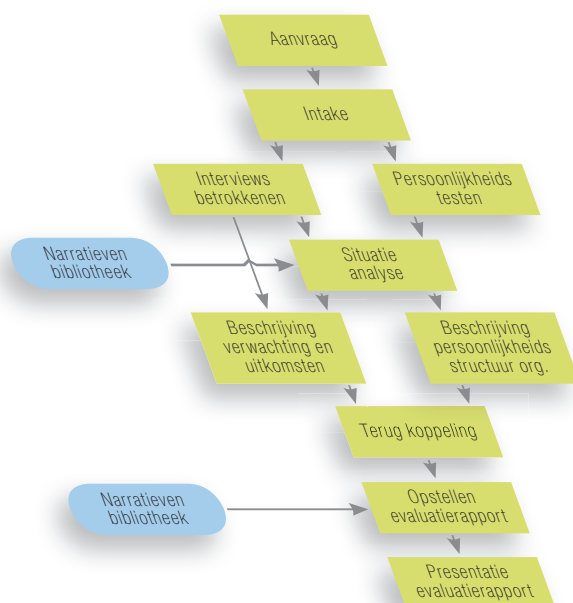 Aanvraag
Intake
Interviews
betrokkenen
Persoonlijkheids
testen
Narratieven
bibliotheek
Situatie
analyse
Beschrijving
verwachting en
uitkomsten
Beschrijving
persoonlijkheids
structuur org.
Terug koppeling
Narratieven
bibliotheek
Opstellen
evaluatierapport
Presentatie
evaluatierapport